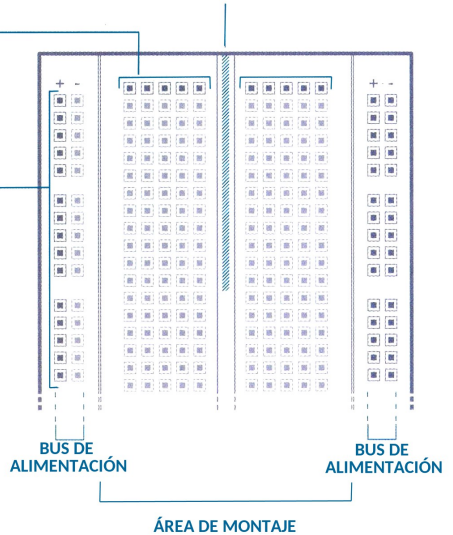 + -
+ -
BUS DE
ALIMENTACIÓN
BUS DE
ALIMENTACIÓN
ÁREA DE MONTAJE